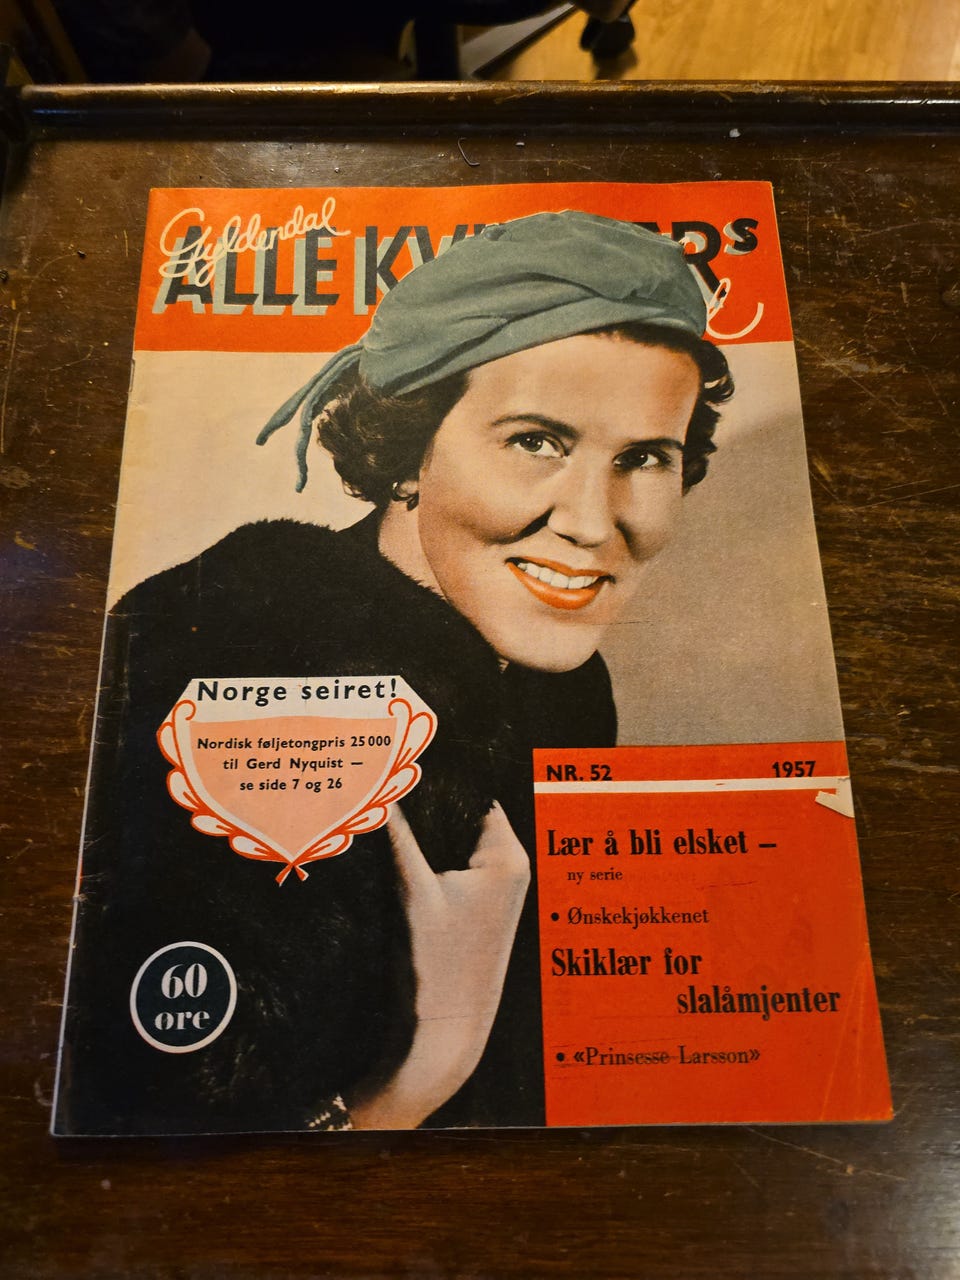 Gyldendal
ALLE
Norge seiret!
Nordisk føljetongpris 25 000
til Gerd Nyquist —
se side 7 og 26
NR. 52 1957
Lær å bli elsket —
ny serie
• Ønskekjøkkenet
Skiklær for
slalåmjenter
• «Prinsesse Larsson»
60
øre